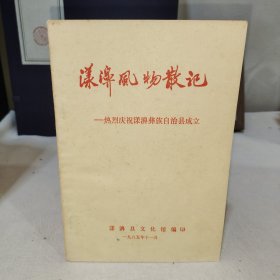 漾濞风物散记
—热烈庆祝漾濞彝族自治县成立
漾濞县文化馆编印
一九八五年十一月